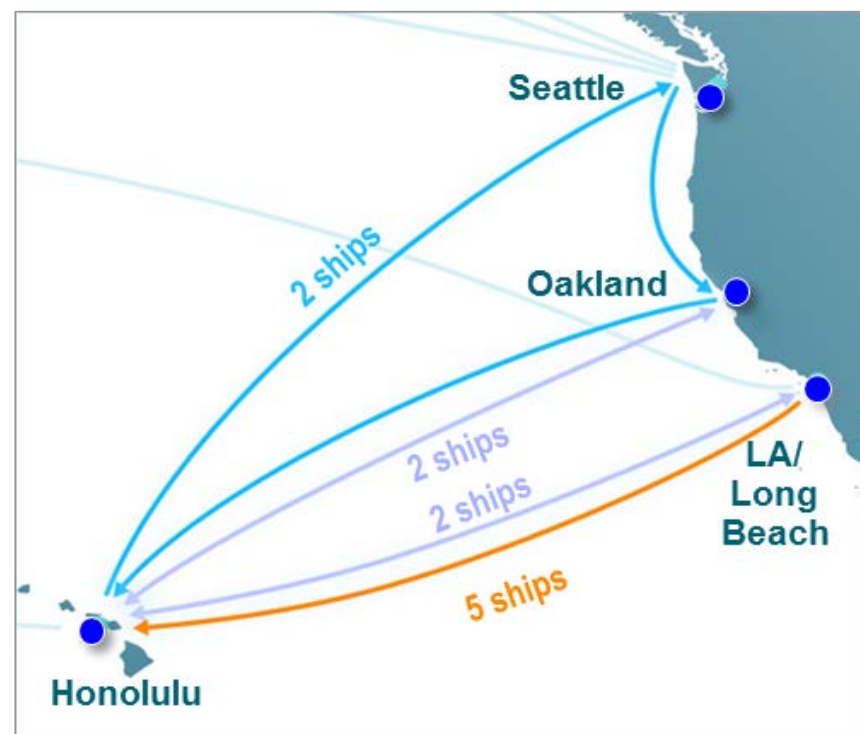 Seattle
2 ships
Oakland
2 ships
2 ships
LA/
Long
Beach
5 ships
Honolulu